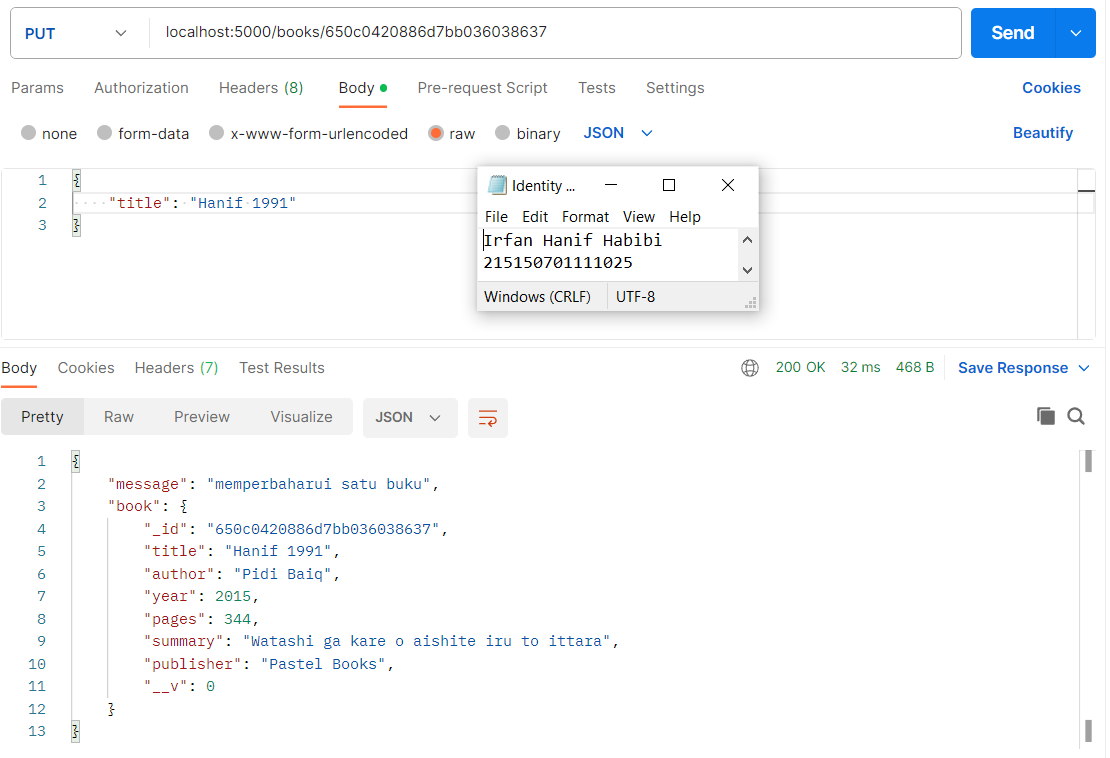 PUT localhost:5000/books/650c0420886d7bb036038637 Send
Params Authorization Headers (8) Body Pre-request Script Tests Settings Cookies
none form-data x-www-form-urlencoded raw binary JSON Beautify
1 {
2 "title": "Hanif 1991"
3 }
Identity ...
File Edit Format View Help
Irfan Hanif Habibi
215150701111025
Windows (CRLF) UTF-8
Body Cookies Headers (7) Test Results 200 OK 32 ms 468 B Save Response
Pretty Raw Preview Visualize JSON
1 {
2 "message": "memperbaharui satu buku",
3 "book": {
4 "_id": "650c0420886d7bb036038637",
5 "title": "Hanif 1991",
6 "author": "Pidi Baiq",
7 "year": 2015,
8 "pages": 344,
9 "summary": "Watashi ga kare o aishite iru to ittara",
10 "publisher": "Pastel Books",
11 "__v": 0
12 }
13 }